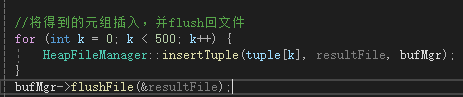 //将得到的元组插入，并flush回文件
for (int k = 0; k < 500; k++) {
HeapFileManager::insertTuple(tuple[k], resultFile, bufMgr);
}
bufMgr->flushFile(&resultFile);